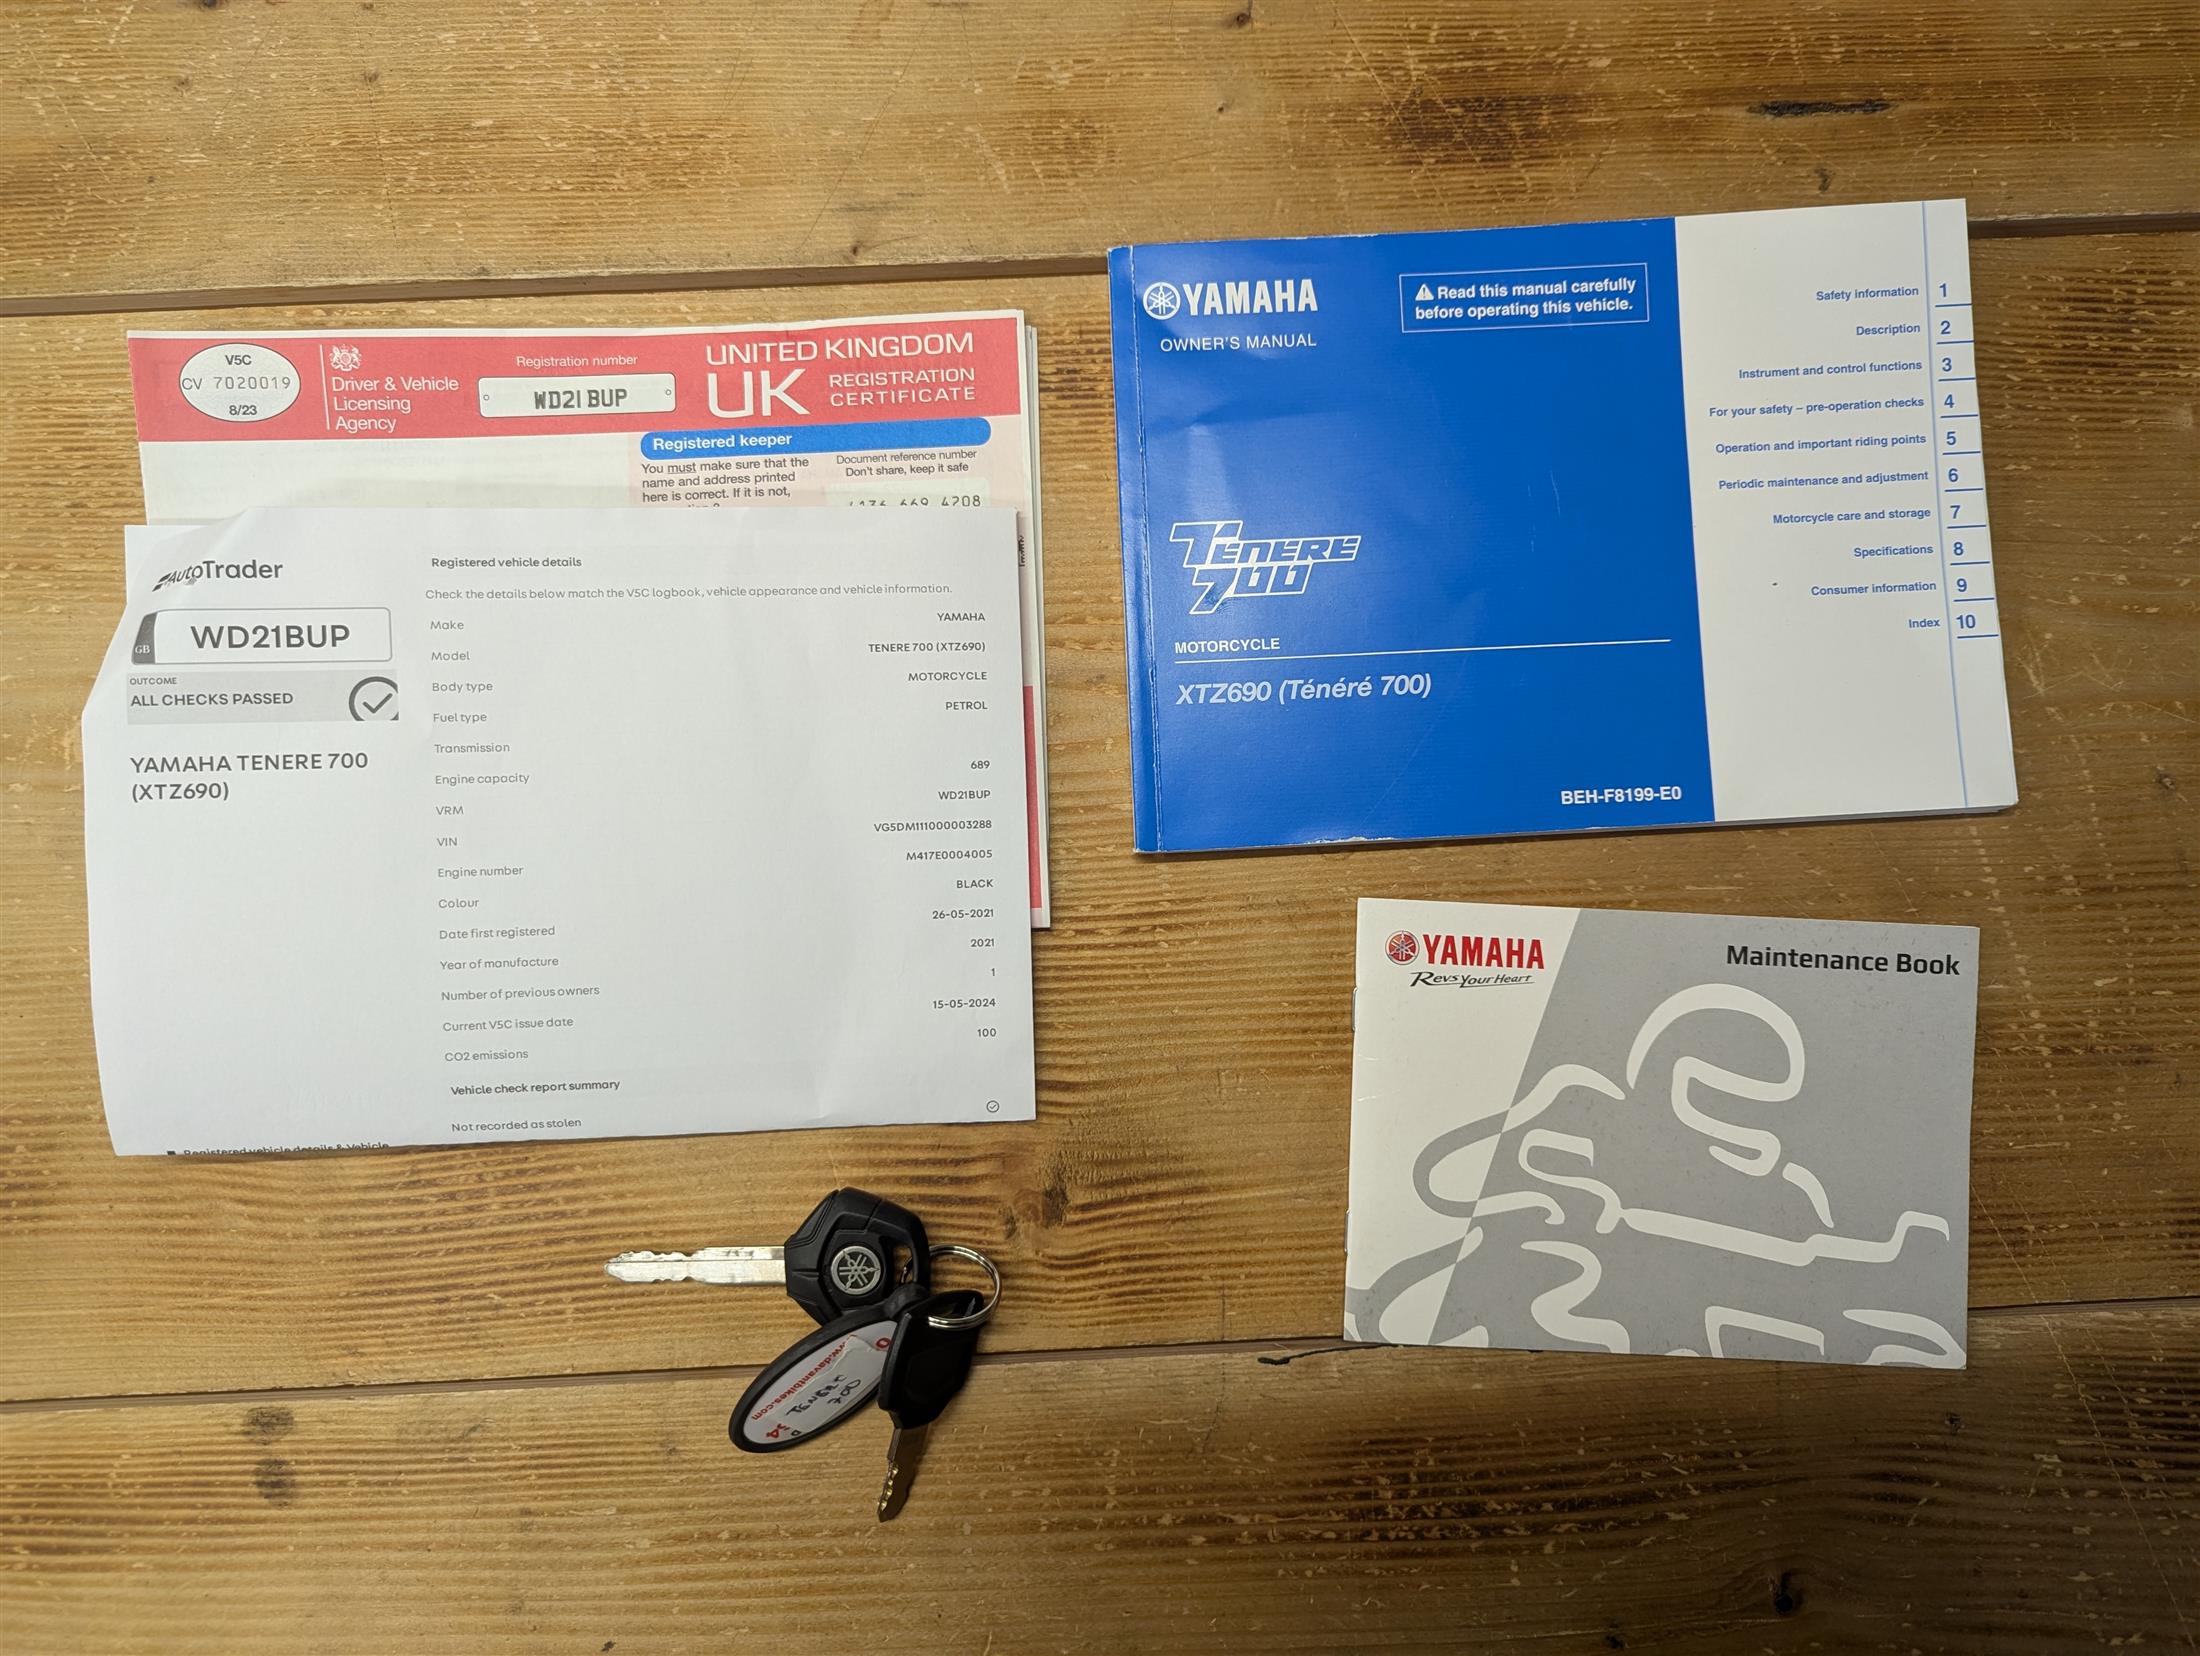 V5C
CV 7020019
8/23
Driver & Vehicle
Licensing
Agency
Registration number
WD21 BUP
UNITED KINGDOM
UK REGISTRATION
CERTIFICATE
Registered keeper
You must make sure that the
name and address printed
here is correct. If it is not,
Document reference number
Don't share, keep it safe
669 4208
AutoTrader
GB WD21BUP
OUTCOME
ALL CHECKS PASSED
YAMAHA TENERE 700
(XTZ690)
Registered vehicle details
Check the details below match the V5C logbook, vehicle appearance and vehicle information.
Make YAMAHA
Model TENERE 700 (XTZ690)
Body type MOTORCYCLE
Fuel type PETROL
Transmission
Engine capacity 689
VRM WD21BUP
VIN VG5DM111000003288
Engine number M417E0004005
Colour BLACK
Date first registered 26-05-2021
Year of manufacture 2021
Number of previous owners 1
Current V5C issue date 15-05-2024
CO2 emissions 100
Vehicle check report summary
Not recorded as stolen
Registered vehicle details & Vehicle
YAMAHA
OWNER'S MANUAL
Read this manual carefully
before operating this vehicle.
TÉNÉRÉ
700
MOTORCYCLE
XTZ690 (Ténéré 700)
BEH-F8199-E0
Safety information 1
Description 2
Instrument and control functions 3
For your safety – pre-operation checks 4
Operation and important riding points 5
Periodic maintenance and adjustment 6
Motorcycle care and storage 7
Specifications 8
Consumer information 9
Index 10
YAMAHA
Revs Your Heart
Maintenance Book
w.davantbikes.com
700